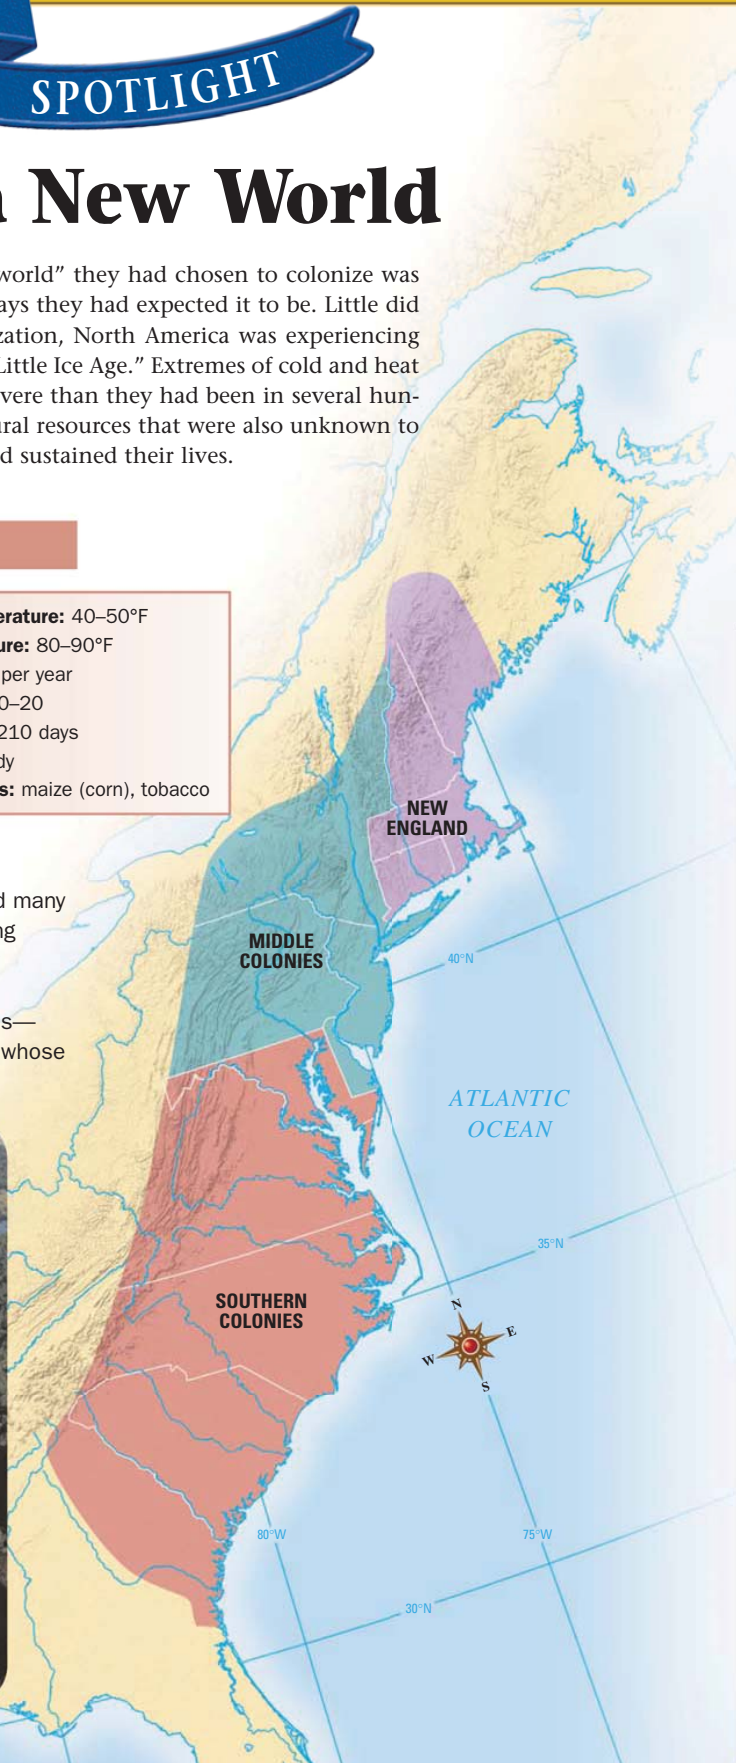 SPOTLIGHT
New World
world” they had chosen to colonize was
ays they had expected it to be. Little did
zation, North America was experiencing
Little Ice Age.” Extremes of cold and heat
vere than they had been in several hun-
ural resources that were also unknown to
d sustained their lives.
erature: 40–50°F
ure: 80–90°F
per year
0–20
210 days
dy
s: maize (corn), tobacco
d many
ng
s—
whose
NEW
ENGLAND
MIDDLE
COLONIES
40°N
ATLANTIC
OCEAN
35°N
SOUTHERN
COLONIES
N
E
W
S
80°W
75°W
30°N